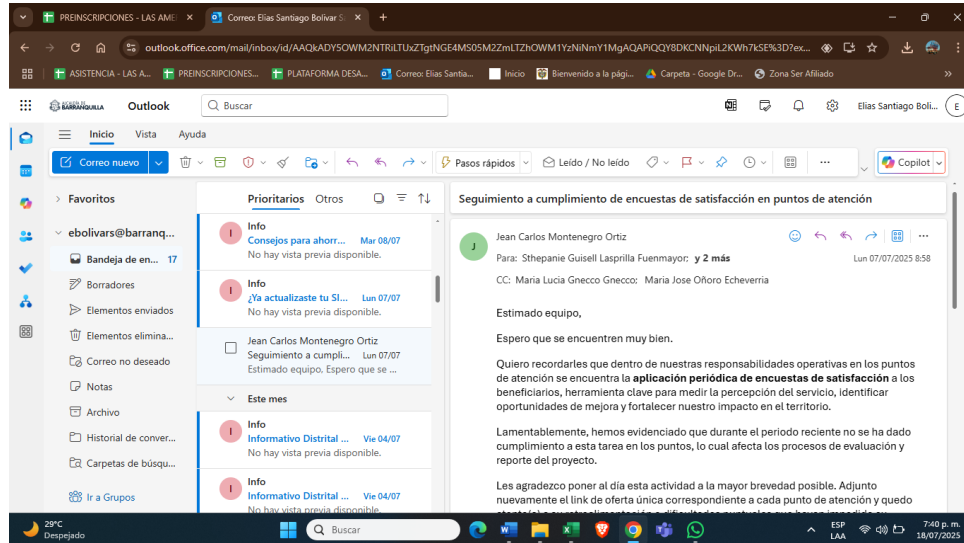 PREINSCRIPCIONES - LAS AME
Correo: Elias Santiago Bolivar S
outlook.office.com/mail/inbox/id/AAQkADY5OWM2NTRiLTUxZTgtNGE4MS05M2ZmLTZhOWM1YzNiNmY1MgAQAPiQQY8DKCNNpiL2KWh7kSE%3D?ex...
ASISTENCIA - LAS A...
PREINSCRIPCIONES...
PLATAFORMA DESA...
Correo: Elias Santia...
Inicio
Bienvenido a la pági...
Carpeta - Google Dr...
Zona Ser Afiliado
BARRANQUILLA
Outlook
Buscar
Elias Santiago Boli...
E
Inicio
Vista
Ayuda
Correo nuevo
Pasos rápidos
Leído / No leído
Copilot
Favoritos
ebolivars@barranq...
Bandeja de en... 17
Borradores
Elementos enviados
Elementos elimina...
Correo no deseado
Notas
Archivo
Historial de conver...
Carpetas de búsqu...
Ir a Grupos
Prioritarios
Otros
I
Info
Consejos para ahorr... Mar 08/07
No hay vista previa disponible.
I
Info
¿Ya actualizaste tu SI... Lun 07/07
No hay vista previa disponible.
Jean Carlos Montenegro Ortiz
Seguimiento a cumpli... Lun 07/07
Estimado equipo, Espero que se ...
Este mes
I
Info
Informativo Distrital ... Vie 04/07
No hay vista previa disponible.
I
Info
Informativo Distrital ... Vie 04/07
No hay vista previa disponible.
Seguimiento a cumplimiento de encuestas de satisfacción en puntos de atención
J
Jean Carlos Montenegro Ortiz
Para: Sthepanie Guisell Lasprilla Fuenmayor; y 2 más
Lun 07/07/2025 8:58
CC: Maria Lucia Gnecco Gnecco; Maria Jose Oñoro Echeverria
Estimado equipo,
Espero que se encuentren muy bien.
Quiero recordarles que dentro de nuestras responsabilidades operativas en los puntos
de atención se encuentra la aplicación periódica de encuestas de satisfacción a los
beneficiarios, herramienta clave para medir la percepción del servicio, identificar
oportunidades de mejora y fortalecer nuestro impacto en el territorio.
Lamentablemente, hemos evidenciado que durante el periodo reciente no se ha dado
cumplimiento a esta tarea en los puntos, lo cual afecta los procesos de evaluación y
reporte del proyecto.
Les agradezco poner al día esta actividad a la mayor brevedad posible. Adjunto
nuevamente el link de oferta única correspondiente a cada punto de atención y quedo
29°C
Despejado
Buscar
ESP
LAA
7:40 p. m.
18/07/2025